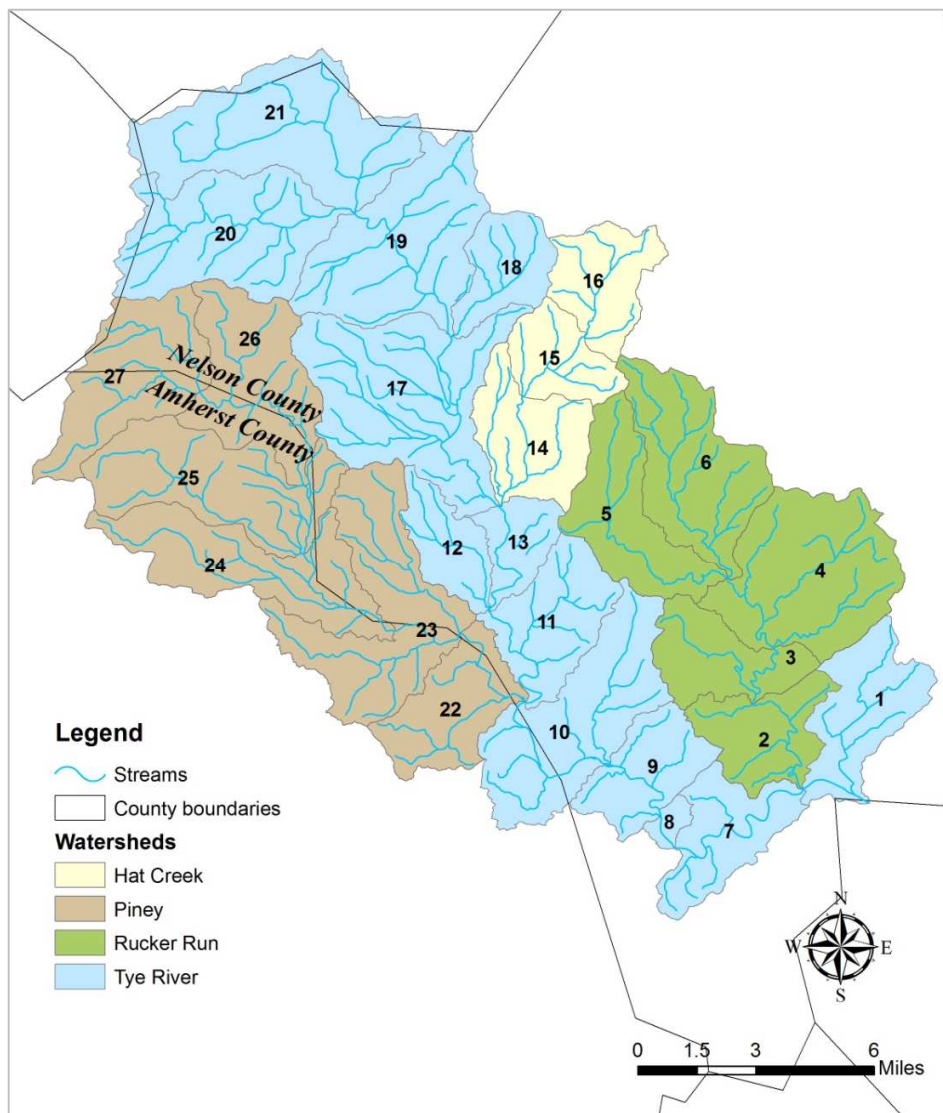 21
20
19
18
16
26
15
27
Nelson County
17
Amherst County
14
6
25
5
12
13
4
24
11
23
3
22
1
10
2
9
8
7
Legend
Streams
County boundaries
Watersheds
Hat Creek
Piney
Rucker Run
Tye River
N
W E
S
0 1.5 3 6
Miles